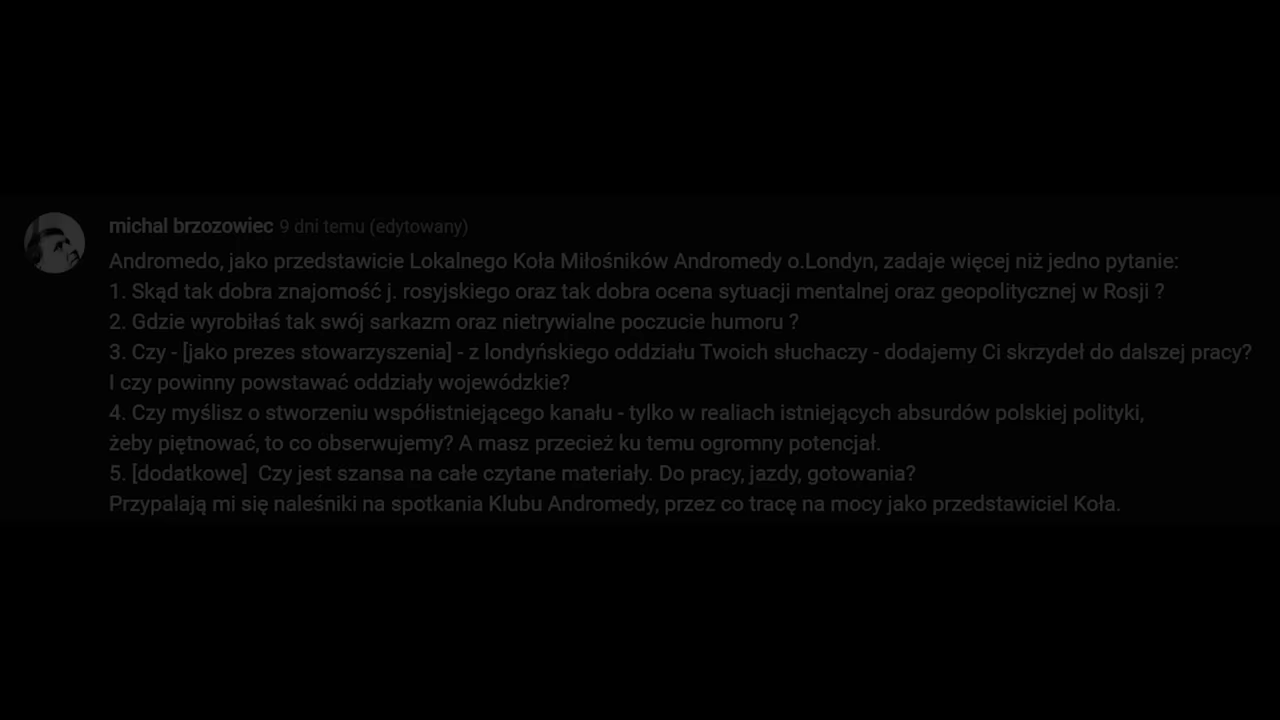 michal brzozowiec 9 dni temu (edytowany)
Andromedo, jako przedstawicie Lokalnego Koła Miłośników Andromedy o.Londyn, zadaje więcej niż jedno pytanie:
1. Skąd tak dobra znajomość j. rosyjskiego oraz tak dobra ocena sytuacji mentalnej oraz geopolitycznej w Rosji ?
2. Gdzie wyrobiłaś tak swój sarkazm oraz nietrywialne poczucie humoru ?
3. Czy - [jako prezes stowarzyszenia] - z londyńskiego oddziału Twoich słuchaczy - dodajemy Ci skrzydeł do dalszej pracy?
I czy powinny powstawać oddziały wojewódzkie?
4. Czy myślisz o stworzeniu współistniejącego kanału - tylko w realiach istniejących absurdów polskiej polityki,
żeby piętnować, to co obserwujemy? A masz przecież ku temu ogromny potencjał.
5. [dodatkowe]  Czy jest szansa na całe czytane materiały. Do pracy, jazdy, gotowania?
Przypalają mi się naleśniki na spotkania Klubu Andromedy, przez co tracę na mocy jako przedstawiciel Koła.